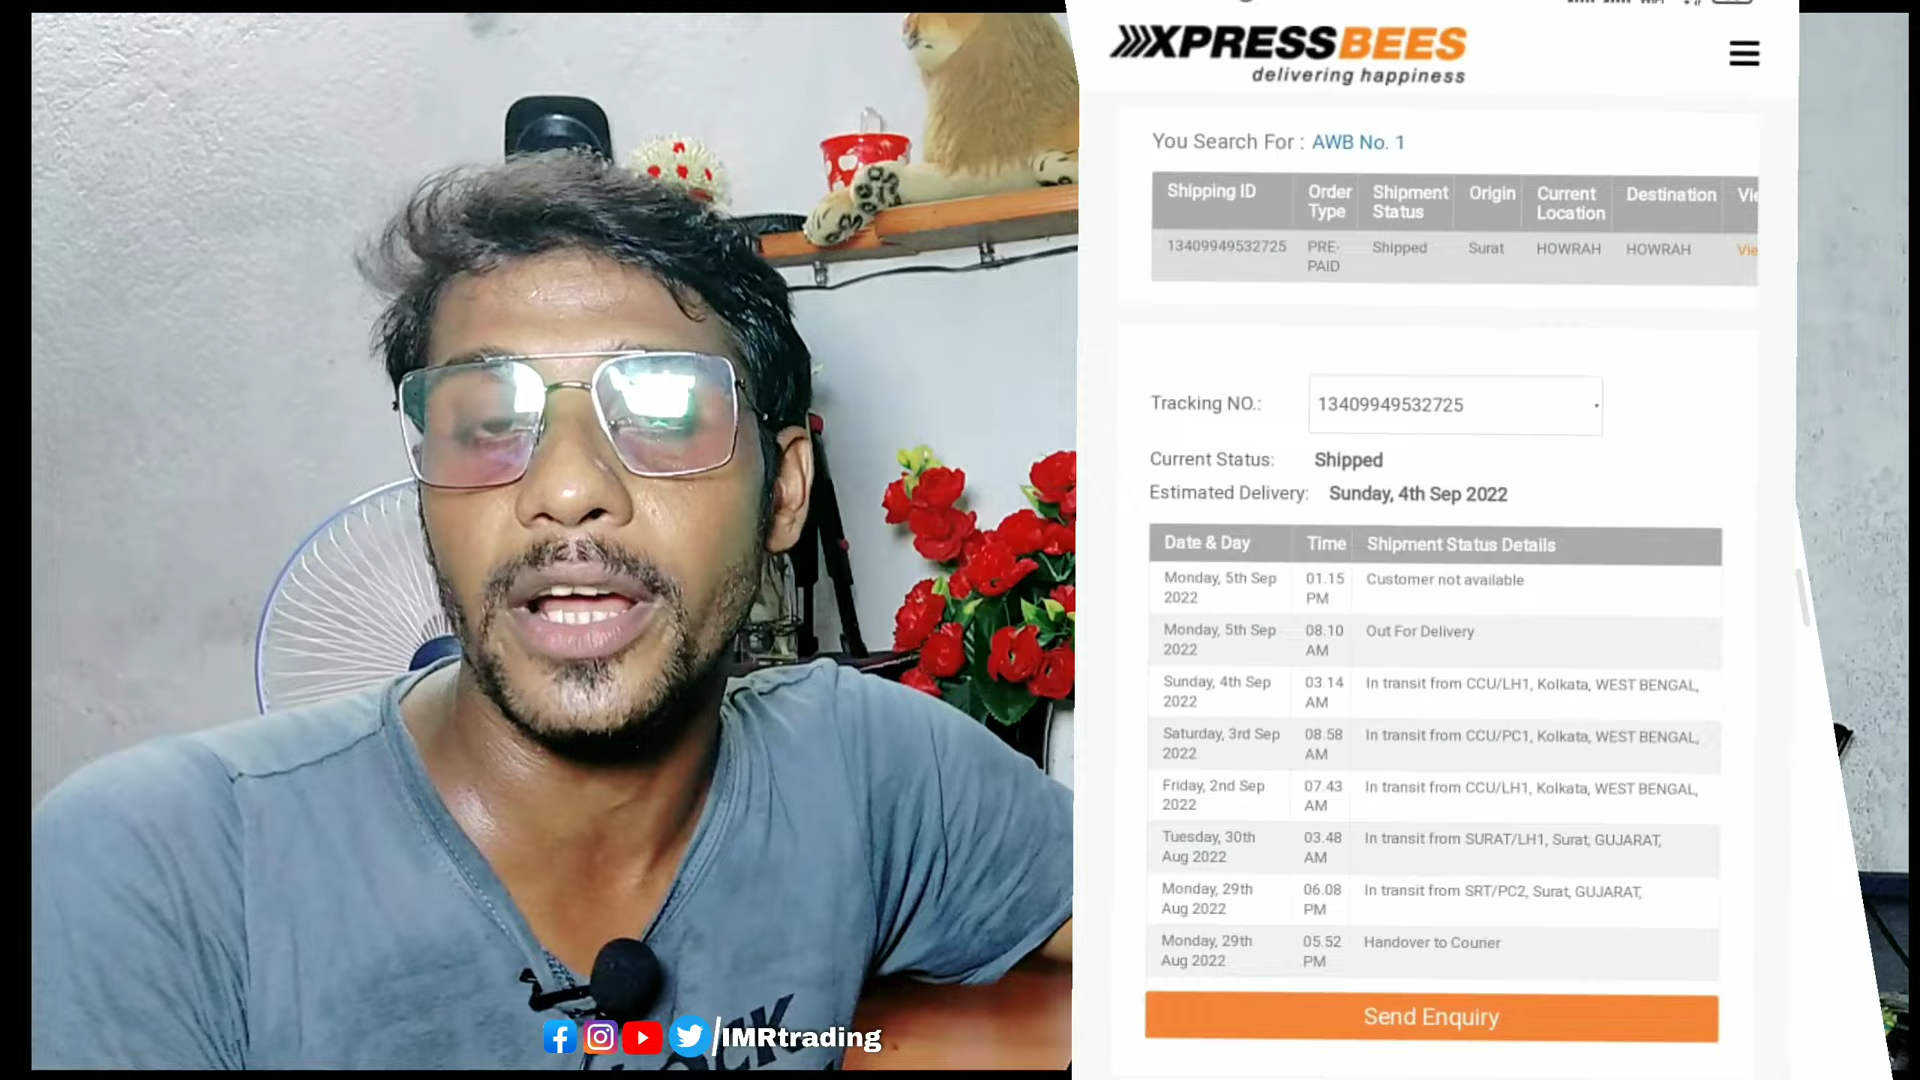 XPRESSBEES
delivering happiness
You Search For : AWB No. 1
Shipping ID Order Type Shipment Status Origin Current Location Destination
13409949532725 PRE-PAID Shipped Surat HOWRAH HOWRAH
Tracking NO.: 13409949532725
Current Status: Shipped
Estimated Delivery: Sunday, 4th Sep 2022
Date & Day Time Shipment Status Details
Monday, 5th Sep 2022 01.15 PM Customer not available
Monday, 5th Sep 2022 08.10 AM Out For Delivery
Sunday, 4th Sep 2022 03.14 AM In transit from CCU/LH1, Kolkata, WEST BENGAL,
Saturday, 3rd Sep 2022 08.58 AM In transit from CCU/PC1, Kolkata, WEST BENGAL,
Friday, 2nd Sep 2022 07.43 AM In transit from CCU/LH1, Kolkata, WEST BENGAL,
Tuesday, 30th Aug 2022 03.48 AM In transit from SURAT/LH1, Surat, GUJARAT,
Monday, 29th Aug 2022 06.08 PM In transit from SRT/PC2, Surat, GUJARAT,
Monday, 29th Aug 2022 05.52 PM Handover to Courier
Send Enquiry
/IMRtrading